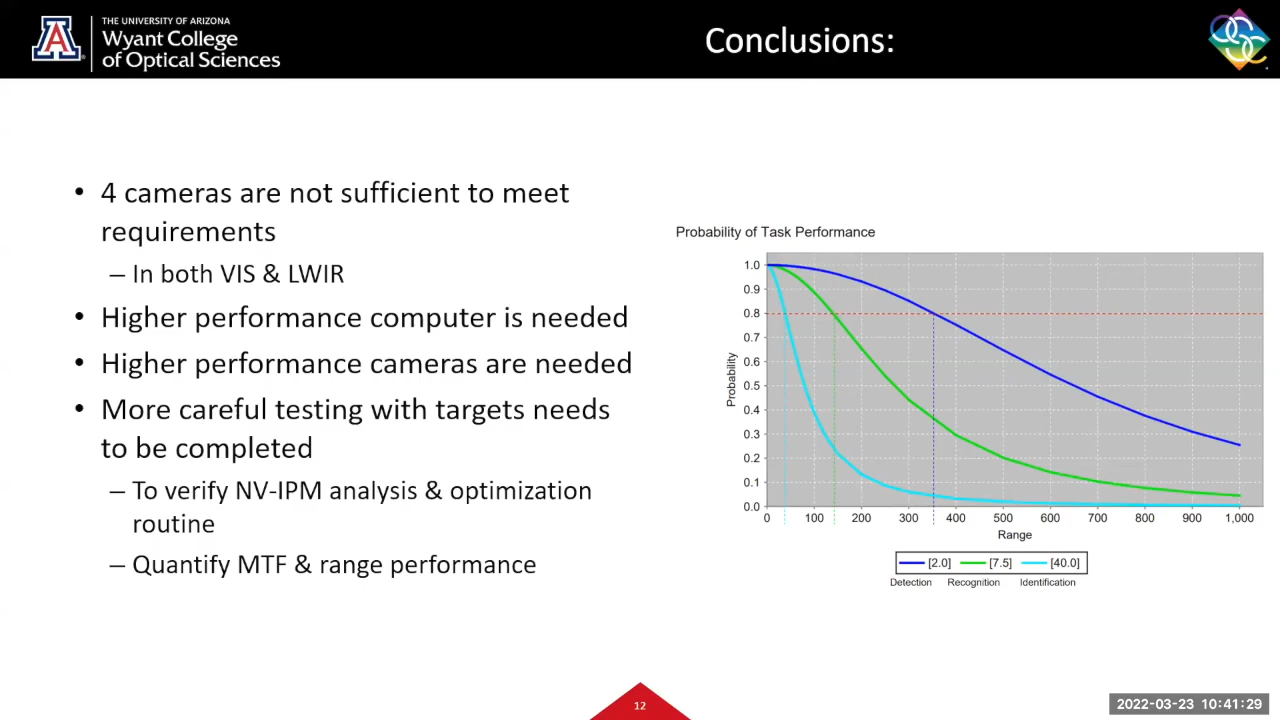 THE UNIVERSITY OF ARIZONA
Wyant College
of Optical Sciences
Conclusions:
• 4 cameras are not sufficient to meet
requirements
– In both VIS & LWIR
• Higher performance computer is needed
• Higher performance cameras are needed
• More careful testing with targets needs
to be completed
– To verify NV-IPM analysis & optimization
routine
– Quantify MTF & range performance
Probability of Task Performance
Probability
1.0
0.9
0.8
0.7
0.6
0.5
0.4
0.3
0.2
0.1
0.0
0 100 200 300 400 500 600 700 800 900 1,000
Range
[2.0] [7.5] [40.0]
Detection Recognition Identification
12
2022-03-23 10:41:29